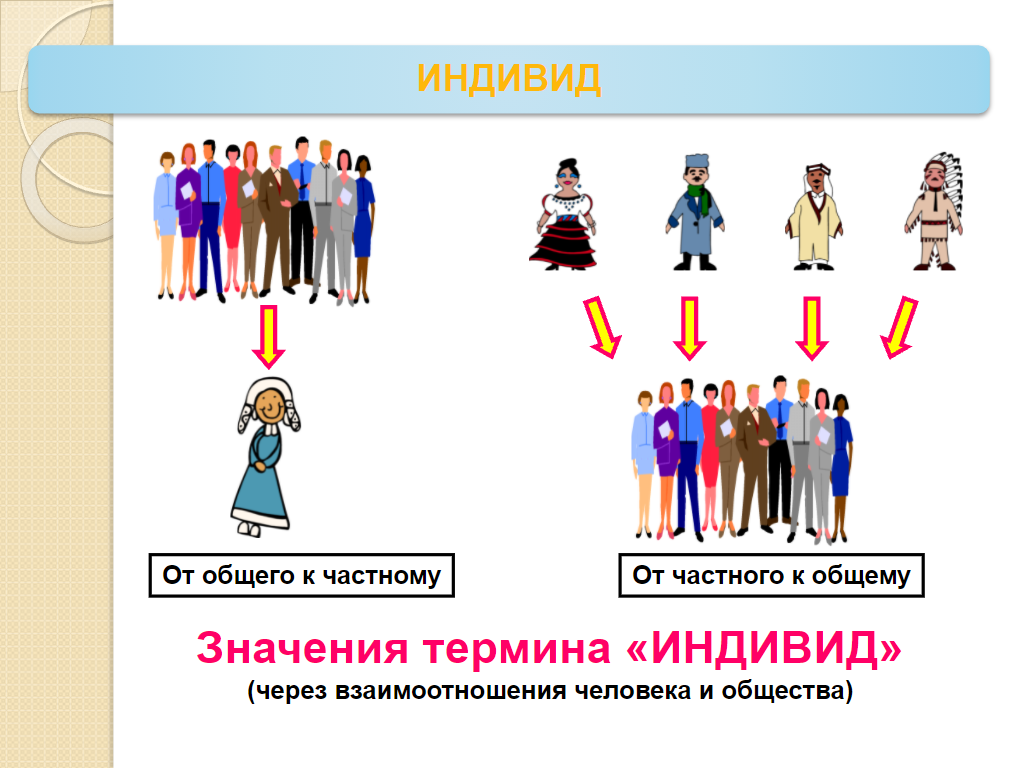 ИНДИВИД
От общего к частному
От частного к общему
Значения термина «ИНДИВИД»
(через взаимоотношения человека и общества)